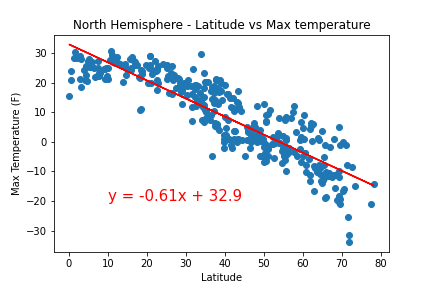 North Hemisphere - Latitude vs Max temperature
Max Temperature (F)
30
20
10
0
−10
−20
−30
y = -0.61x + 32.9
0 10 20 30 40 50 60 70 80
Latitude